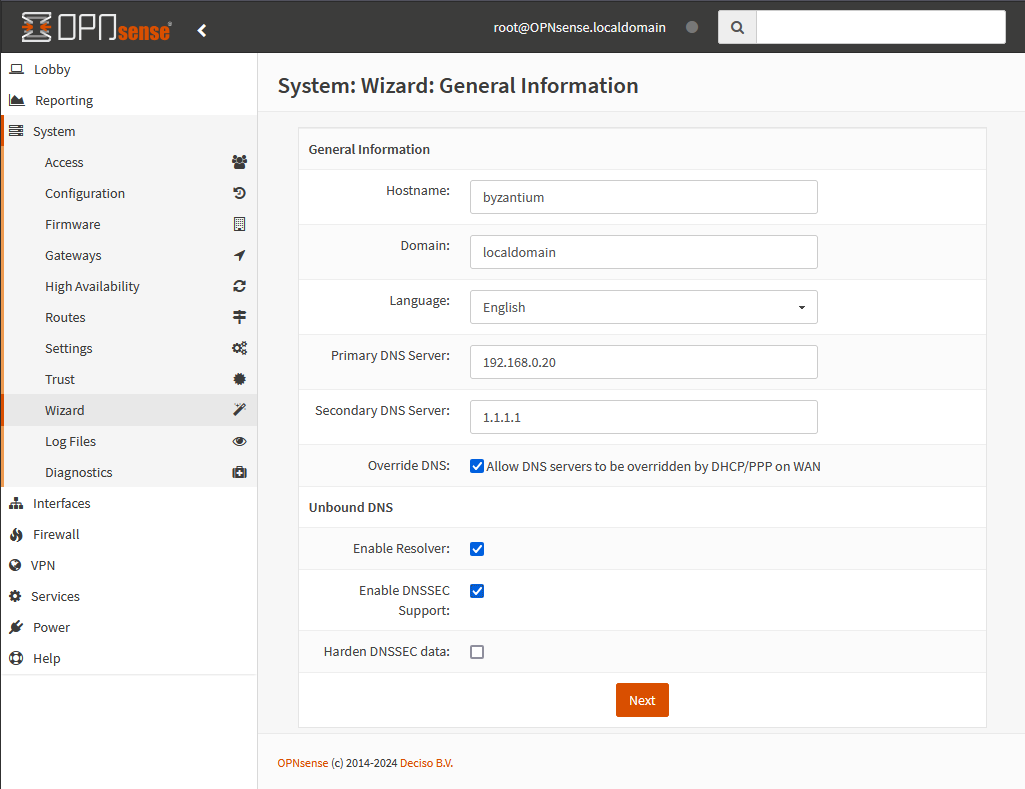 OPNsense®
root@OPNsense.localdomain
Lobby
Reporting
System
Access
Configuration
Firmware
Gateways
High Availability
Routes
Settings
Trust
Wizard
Log Files
Diagnostics
Interfaces
Firewall
VPN
Services
Power
Help
System: Wizard: General Information
General Information
Hostname: byzantium
Domain: localdomain
Language: English
Primary DNS Server: 192.168.0.20
Secondary DNS Server: 1.1.1.1
Override DNS: Allow DNS servers to be overridden by DHCP/PPP on WAN
Unbound DNS
Enable Resolver:
Enable DNSSEC
Support:
Harden DNSSEC data:
Next
OPNsense (c) 2014-2024 Deciso B.V.